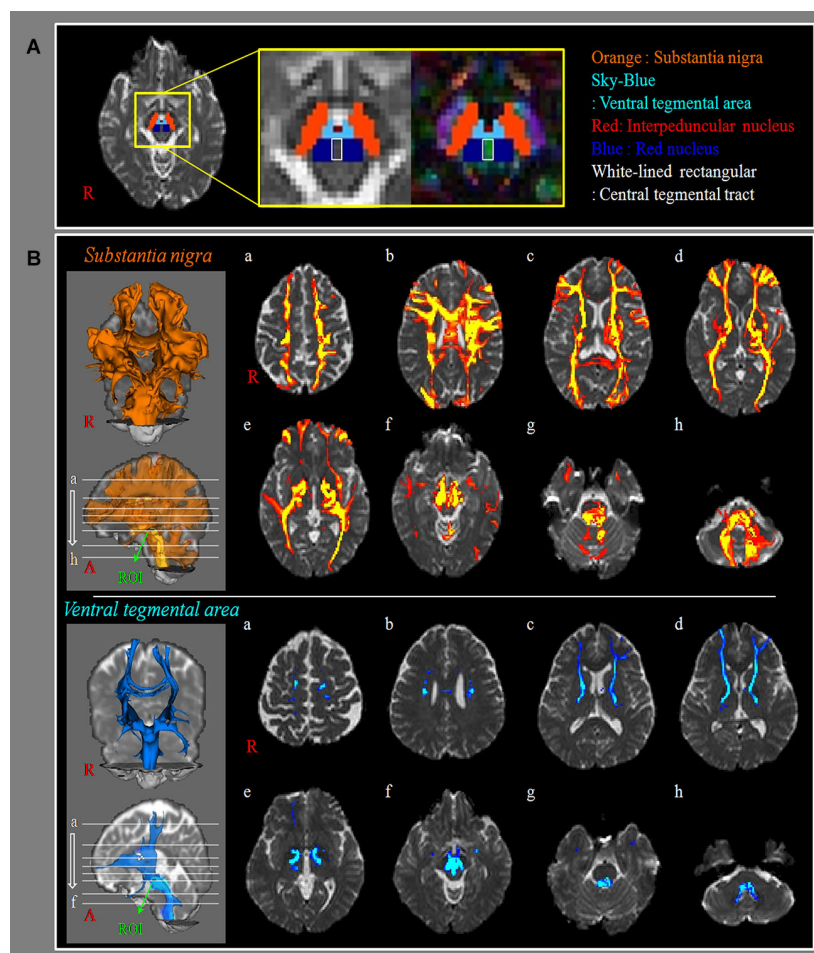 A
Orange : Substantia nigra
Sky-Blue
: Ventral tegmental area
Red: Interpeduncular nucleus
Blue : Red nucleus
White-lined rectangular
: Central tegmental tract
R
B
Substantia nigra
a
b
c
d
R
R
e
f
g
h
a
h
A
ROI
Ventral tegmental area
a
b
c
d
R
R
e
f
g
h
a
f
A
ROI